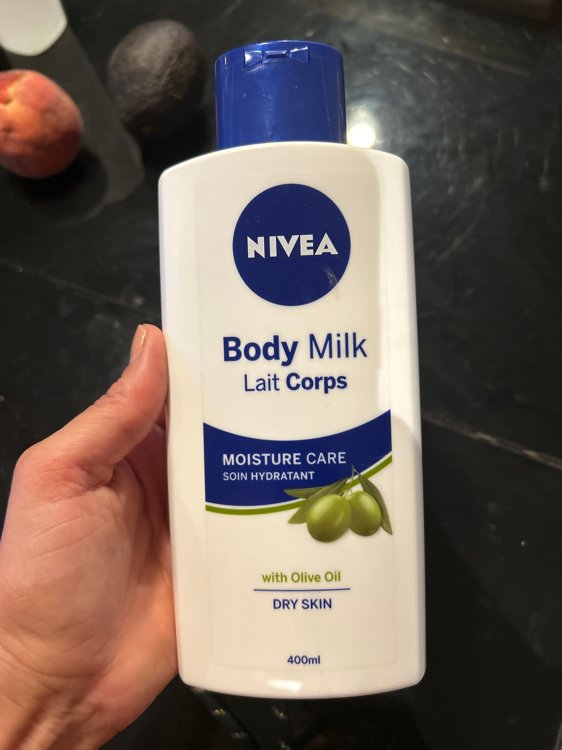 NIVEA
Body Milk
Lait Corps
MOISTURE CARE
SOIN HYDRATANT
with Olive Oil
DRY SKIN
400ml